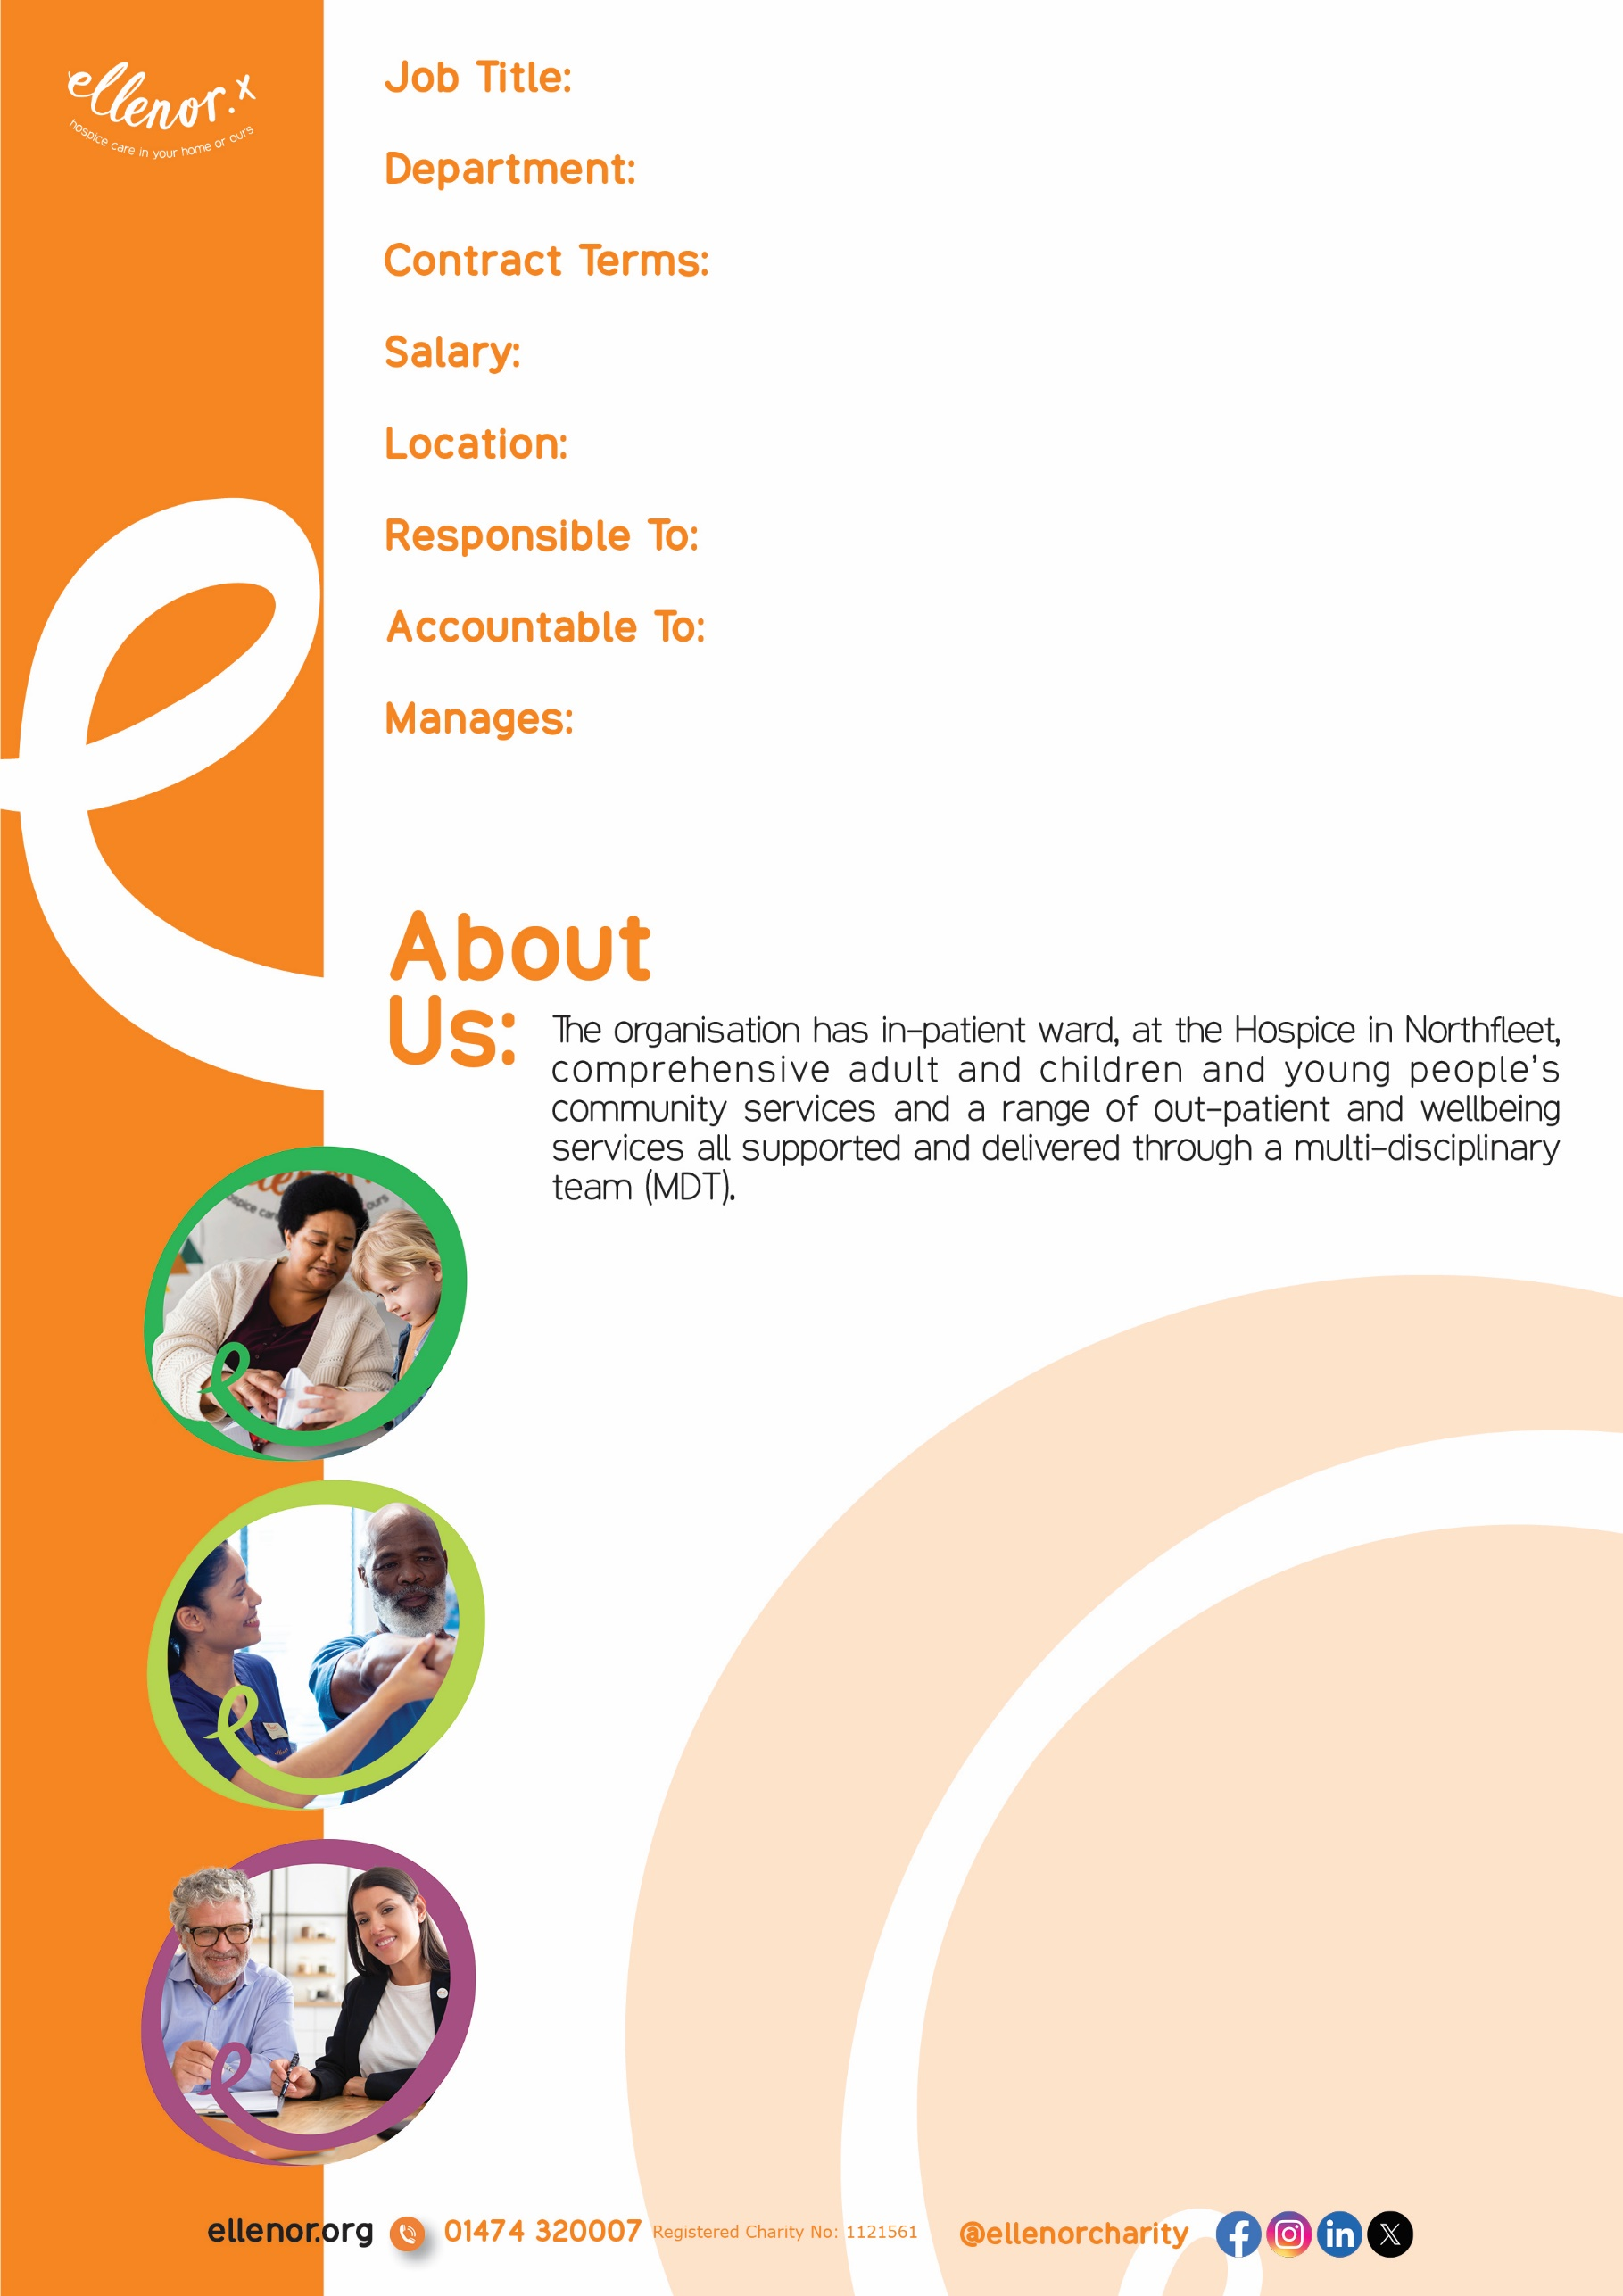 ellenor.x
hospice care in your home or ours
Job Title:
Department:
Contract Terms:
Salary:
Location:
Responsible To:
Accountable To:
Manages:
About
Us:
The organisation has in-patient ward, at the Hospice in Northfleet,
comprehensive adult and children and young people's
community services and a range of out-patient and wellbeing
services all supported and delivered through a multi-disciplinary
team (MDT).
ellenor.org 01474 320007 Registered Charity No: 1121561 @ellenorcharity